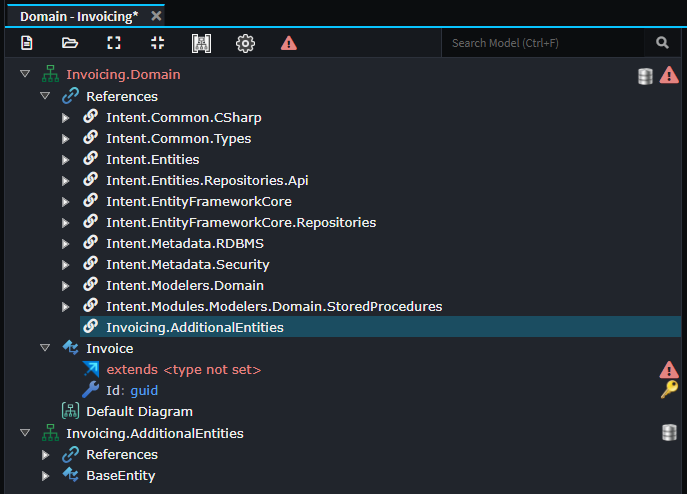 Domain - Invoicing*
Search Model (Ctrl+F)
Invoicing.Domain
References
Intent.Common.CSharp
Intent.Common.Types
Intent.Entities
Intent.Entities.Repositories.Api
Intent.EntityFrameworkCore
Intent.EntityFrameworkCore.Repositories
Intent.Metadata.RDBMS
Intent.Metadata.Security
Intent.Modelers.Domain
Intent.Modules.Modelers.Domain.StoredProcedures
Invoicing.AdditionalEntities
Invoice
extends <type not set>
Id: guid
Default Diagram
Invoicing.AdditionalEntities
References
BaseEntity